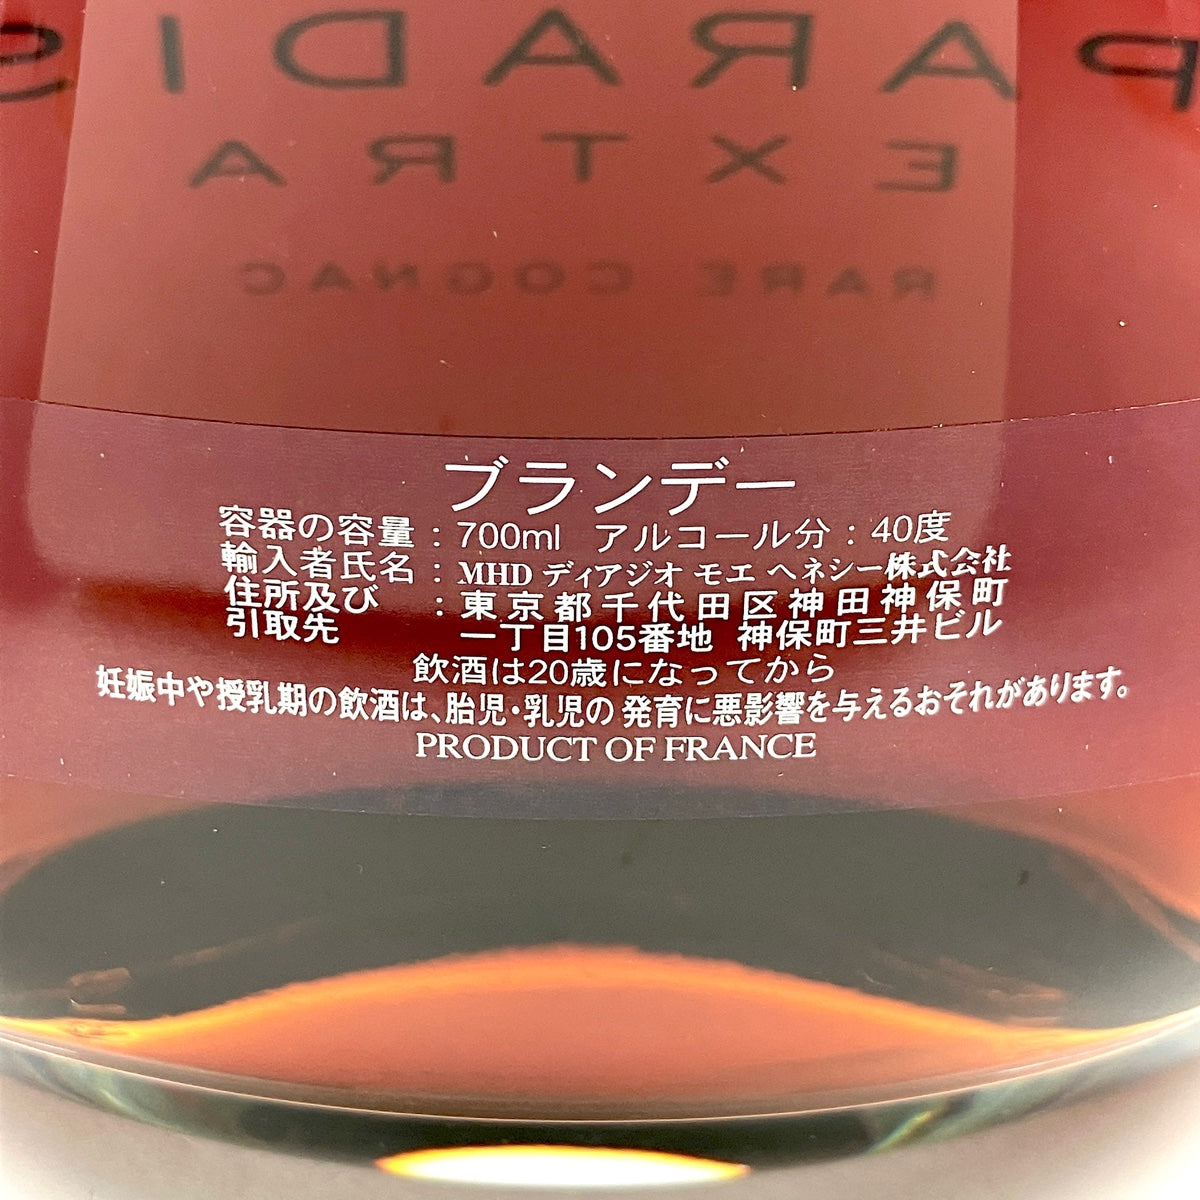 PARADIS
EXTRA
RARE COGNAC
ブランデー
容器の容量：700ml アルコール分：40度
輸入者氏名：MHD ディアジオ モエ ヘネシー株式会社
住所及び：東京都千代田区神田神保町
引取先 一丁目105番地 神保町三井ビル
飲酒は20歳になってから
妊娠中や授乳期の飲酒は、胎児・乳児の発育に悪影響を与えるおそれがあります。
PRODUCT OF FRANCE